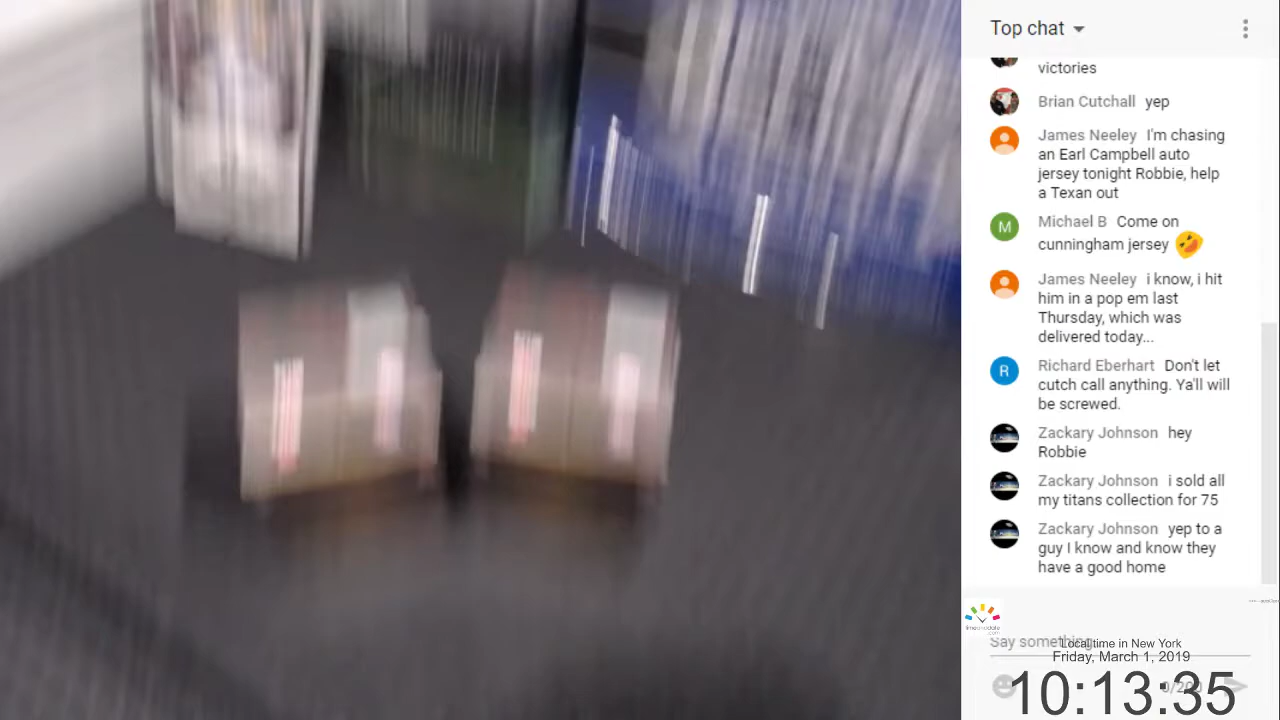 Top chat
victories
Brian Cutchall yep
James Neeley I'm chasing
an Earl Campbell auto
jersey tonight Robbie, help
a Texan out
M
Michael B Come on
cunningham jersey 🤣
James Neeley i know, i hit
him in a pop em last
Thursday, which was
delivered today...
R
Richard Eberhart Don't let
cutch call anything. Ya'll will
be screwed.
Zackary Johnson hey
Robbie
Zackary Johnson i sold all
my titans collection for 75
Zackary Johnson yep to a
guy I know and know they
have a good home
Say something...
Local time in New York
Friday, March 1, 2019
10:13:35